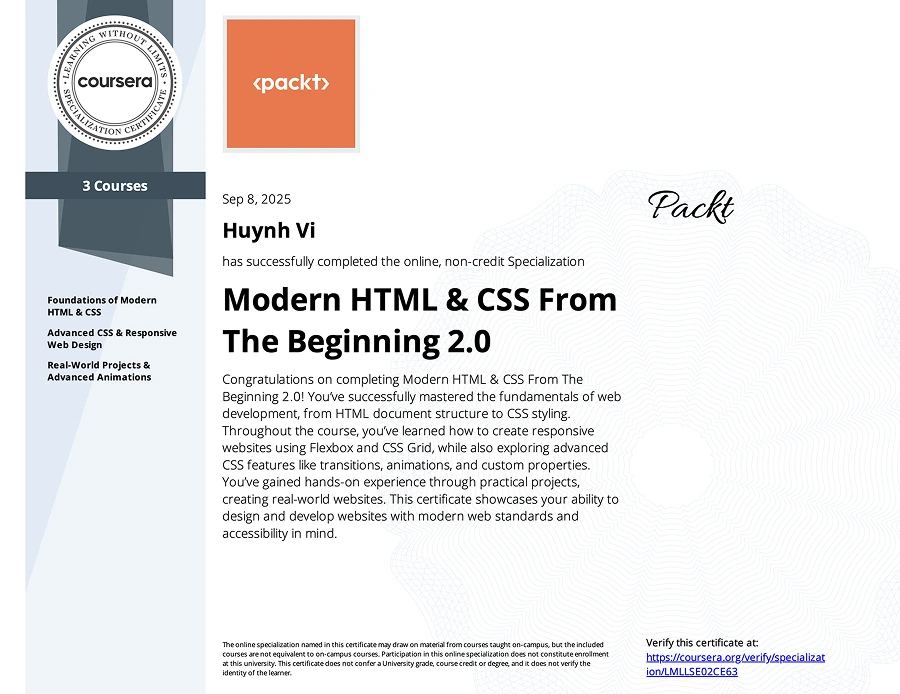 LEARNING WITHOUT LIMITS
coursera
SPECIALIZATION CERTIFICATE
3 Courses
Foundations of Modern
HTML & CSS
Advanced CSS & Responsive
Web Design
Real-World Projects &
Advanced Animations
<packt>
Sep 8, 2025
Huynh Vi
has successfully completed the online, non-credit Specialization
Modern HTML & CSS From
The Beginning 2.0
Congratulations on completing Modern HTML & CSS From The
Beginning 2.0! You’ve successfully mastered the fundamentals of web
development, from HTML document structure to CSS styling.
Throughout the course, you’ve learned how to create responsive
websites using Flexbox and CSS Grid, while also exploring advanced
CSS features like transitions, animations, and custom properties.
You’ve gained hands-on experience through practical projects,
creating real-world websites. This certificate showcases your ability to
design and develop websites with modern web standards and
accessibility in mind.
Packt
The online specialization named in this certificate may draw on material from courses taught on-campus, but the included
courses are not equivalent to on-campus courses. Participation in this online specialization does not constitute enrollment
at this university. This certificate does not confer a University grade, course credit or degree, and it does not verify the
identity of the learner.
Verify this certificate at:
https://coursera.org/verify/specializat
ion/LMLLSE02CE63